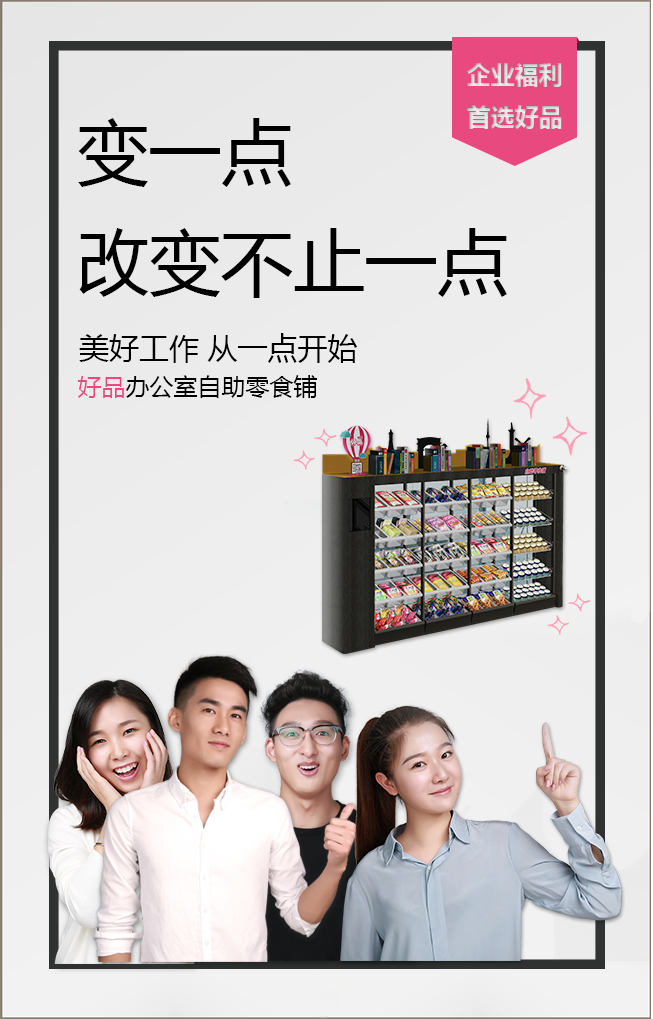 企业福利
首选好品
变一点
改变不止一点
美好工作 从一点开始
好品办公室自助零食铺